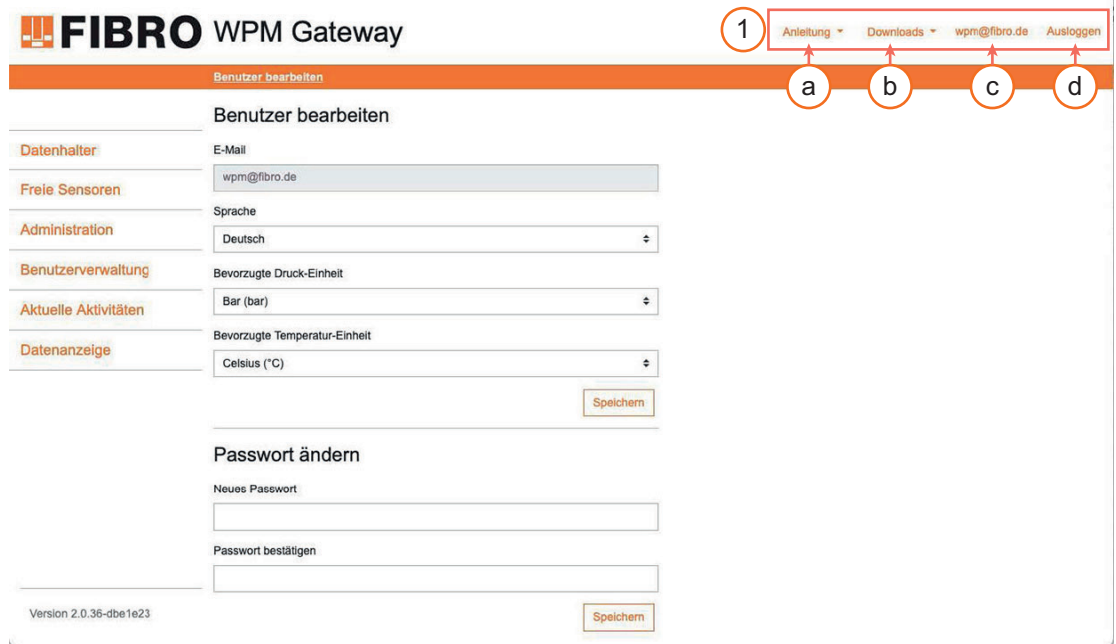 FIBRO WPM Gateway
1 Anleitung Downloads wpm@fibro.de Ausloggen
a b c d
Benutzer bearbeiten
Benutzer bearbeiten
Datenhalter
Freie Sensoren
Administration
Benutzerverwaltung
Aktuelle Aktivitäten
Datenanzeige
E-Mail
wpm@fibro.de
Sprache
Deutsch
Bevorzugte Druck-Einheit
Bar (bar)
Bevorzugte Temperatur-Einheit
Celsius (°C)
Speichern
Passwort ändern
Neues Passwort
Passwort bestätigen
Speichern
Version 2.0.36-dbe1e23